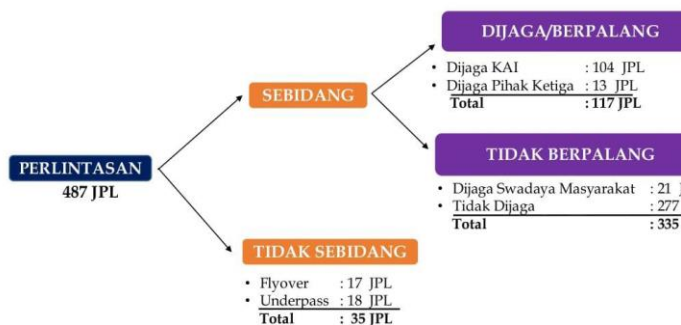 DIJAGA/BERPALANG
• Dijaga KAI : 104 JPL
• Dijaga Pihak Ketiga : 13 JPL
Total : 117 JPL
SEBIDANG
TIDAK BERPALANG
• Dijaga Swadaya Masyarakat : 21 J
• Tidak Dijaga : 277
Total : 335
PERLINTASAN
487 JPL
TIDAK SEBIDANG
• Flyover : 17 JPL
• Underpass : 18 JPL
Total : 35 JPL